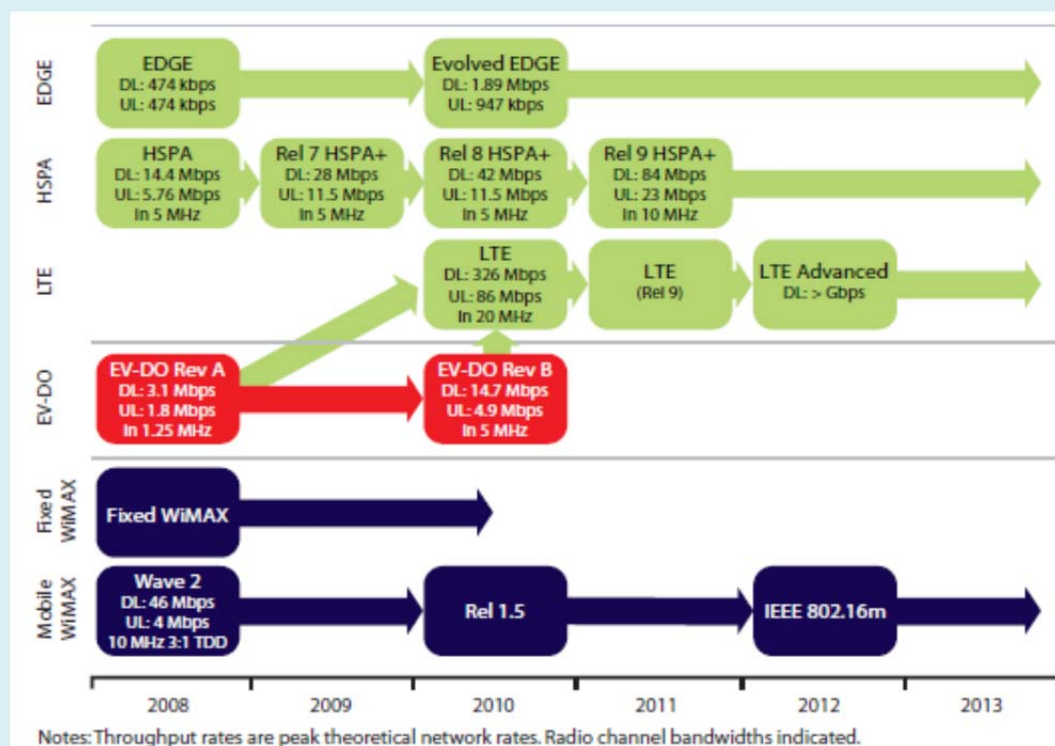 EDGE
EDGE
DL: 474 kbps
UL: 474 kbps
Evolved EDGE
DL: 1.89 Mbps
UL: 947 kbps
HSPA
HSPA
DL: 14.4 Mbps
UL: 5.76 Mbps
In 5 MHz
Rel 7 HSPA+
DL: 28 Mbps
UL: 11.5 Mbps
In 5 MHz
Rel 8 HSPA+
DL: 42 Mbps
UL: 11.5 Mbps
In 5 MHz
Rel 9 HSPA+
DL: 84 Mbps
UL: 23 Mbps
In 10 MHz
LTE
LTE
DL: 326 Mbps
UL: 86 Mbps
In 20 MHz
LTE
(Rel 9)
LTE Advanced
DL: > Gbps
EV-DO
EV-DO Rev A
DL: 3.1 Mbps
UL: 1.8 Mbps
In 1.25 MHz
EV-DO Rev B
DL: 14.7 Mbps
UL: 4.9 Mbps
In 5 MHz
Fixed
WiMAX
Fixed WiMAX
Mobile
WiMAX
Wave 2
DL: 46 Mbps
UL: 4 Mbps
10 MHz 3:1 TDD
Rel 1.5
IEEE 802.16m
2008 2009 2010 2011 2012 2013
Notes: Throughput rates are peak theoretical network rates. Radio channel bandwidths indicated.